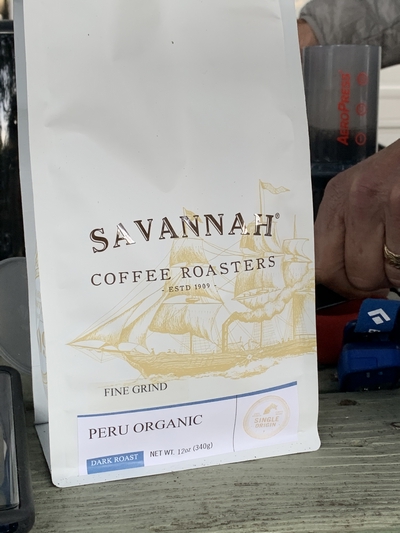 AEROPRESS
SAVANNAH®
COFFEE ROASTERS
- ESTD 1909 -
FINE GRIND
PERU ORGANIC
SINGLE
ORIGIN
DARK ROAST
NET WT. 12oz (340g)